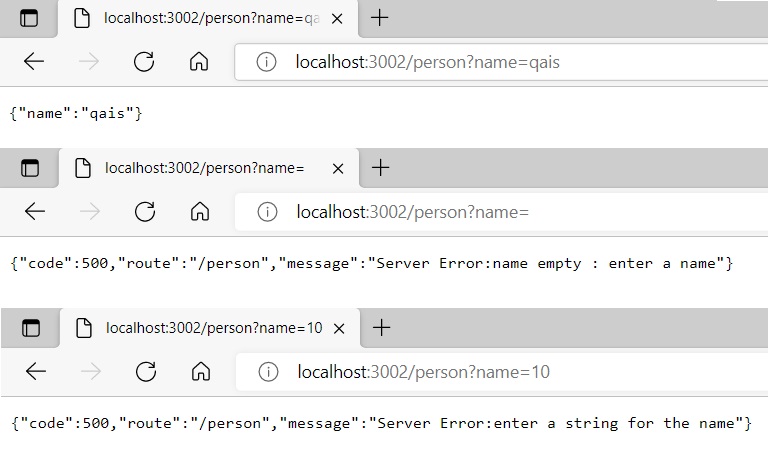 localhost:3002/person?name=qa
localhost:3002/person?name=qais
{"name":"qais"}
localhost:3002/person?name=
localhost:3002/person?name=
{"code":500,"route":"/person","message":"Server Error:name empty : enter a name"}
localhost:3002/person?name=10
localhost:3002/person?name=10
{"code":500,"route":"/person","message":"Server Error:enter a string for the name"}